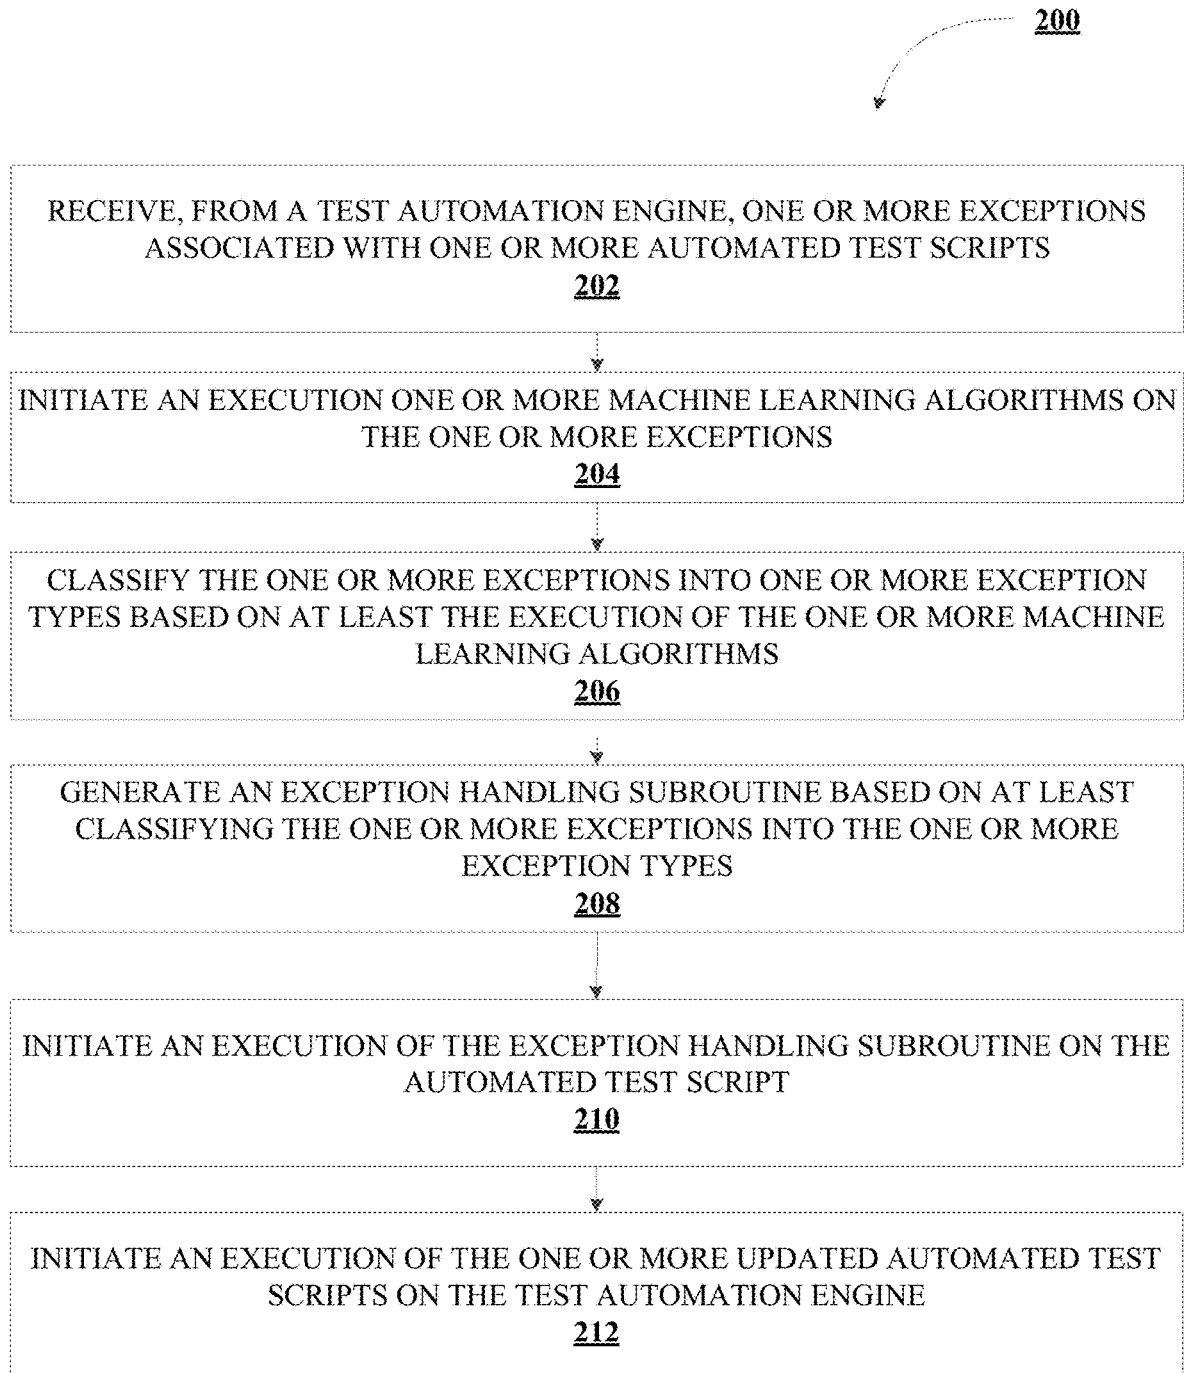 200
RECEIVE, FROM A TEST AUTOMATION ENGINE, ONE OR MORE EXCEPTIONS
ASSOCIATED WITH ONE OR MORE AUTOMATED TEST SCRIPTS
202
INITIATE AN EXECUTION ONE OR MORE MACHINE LEARNING ALGORITHMS ON
THE ONE OR MORE EXCEPTIONS
204
CLASSIFY THE ONE OR MORE EXCEPTIONS INTO ONE OR MORE EXCEPTION
TYPES BASED ON AT LEAST THE EXECUTION OF THE ONE OR MORE MACHINE
LEARNING ALGORITHMS
206
GENERATE AN EXCEPTION HANDLING SUBROUTINE BASED ON AT LEAST
CLASSIFYING THE ONE OR MORE EXCEPTIONS INTO THE ONE OR MORE
EXCEPTION TYPES
208
INITIATE AN EXECUTION OF THE EXCEPTION HANDLING SUBROUTINE ON THE
AUTOMATED TEST SCRIPT
210
INITIATE AN EXECUTION OF THE ONE OR MORE UPDATED AUTOMATED TEST
SCRIPTS ON THE TEST AUTOMATION ENGINE
212